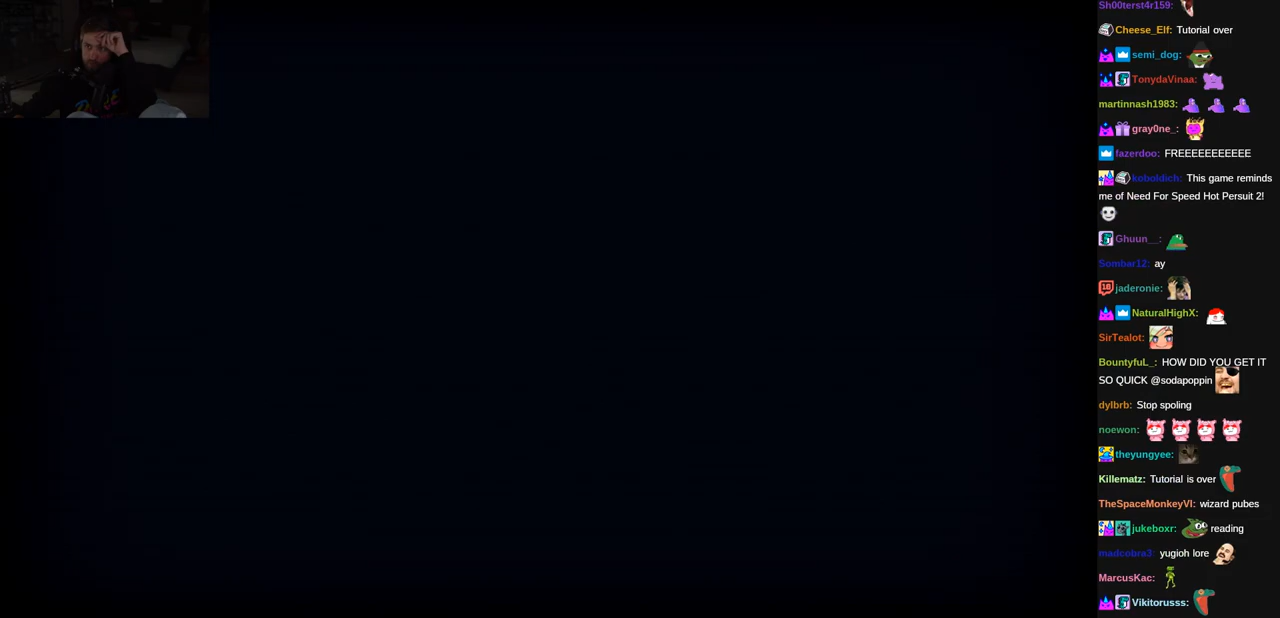 Sh00terst4r159:
Cheese_Elf: Tutorial over
semi_dog:
TonydaVinaa:
martinnash1983:
gray0ne_:
fazerdoo: FREEEEEEEEEEE
koboldich: This game reminds
me of Need For Speed Hot Persuit 2!
Ghuun__:
Sombar12: ay
jaderonie:
NaturalHighX:
SirTealot:
BountyfuL_: HOW DID YOU GET IT
SO QUICK @sodapoppin
dylbrb: Stop spoling
noewon:
theyungyee:
Killematz: Tutorial is over
TheSpaceMonkeyVI: wizard pubes
jukeboxr: reading
madcobra3: yugioh lore
MarcusKac:
Vikitorusss: